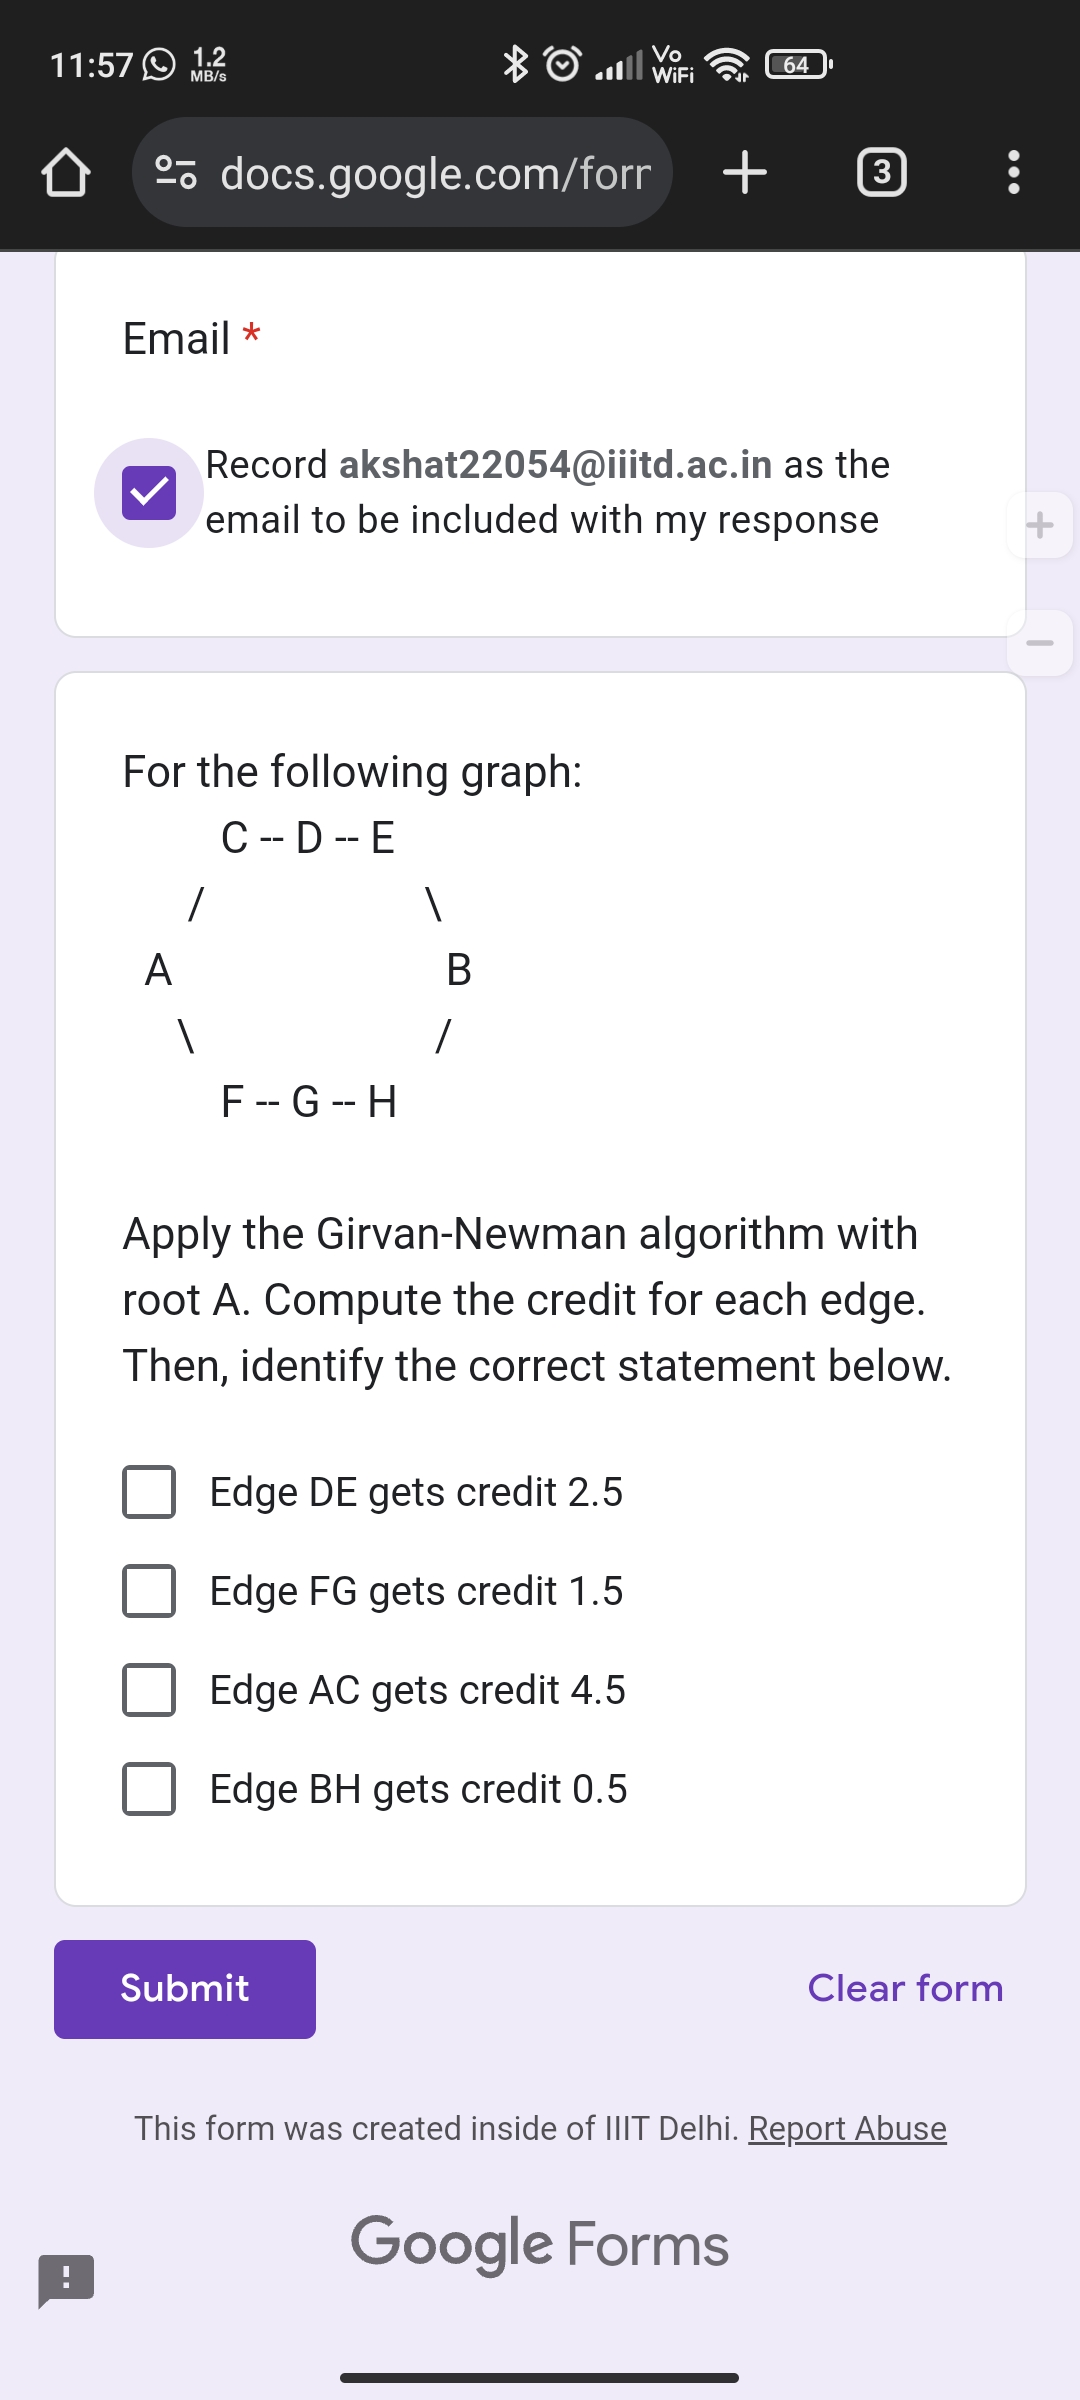 11:57 1.2 MB/s Vo WiFi 64
docs.google.com/forr 3
Email *
Record akshat22054@iiitd.ac.in as the
email to be included with my response
+
−
For the following graph:
C -- D -- E
/ \
A B
\ /
F -- G -- H
Apply the Girvan-Newman algorithm with
root A. Compute the credit for each edge.
Then, identify the correct statement below.
Edge DE gets credit 2.5
Edge FG gets credit 1.5
Edge AC gets credit 4.5
Edge BH gets credit 0.5
Submit Clear form
This form was created inside of IIIT Delhi. Report Abuse
Google Forms